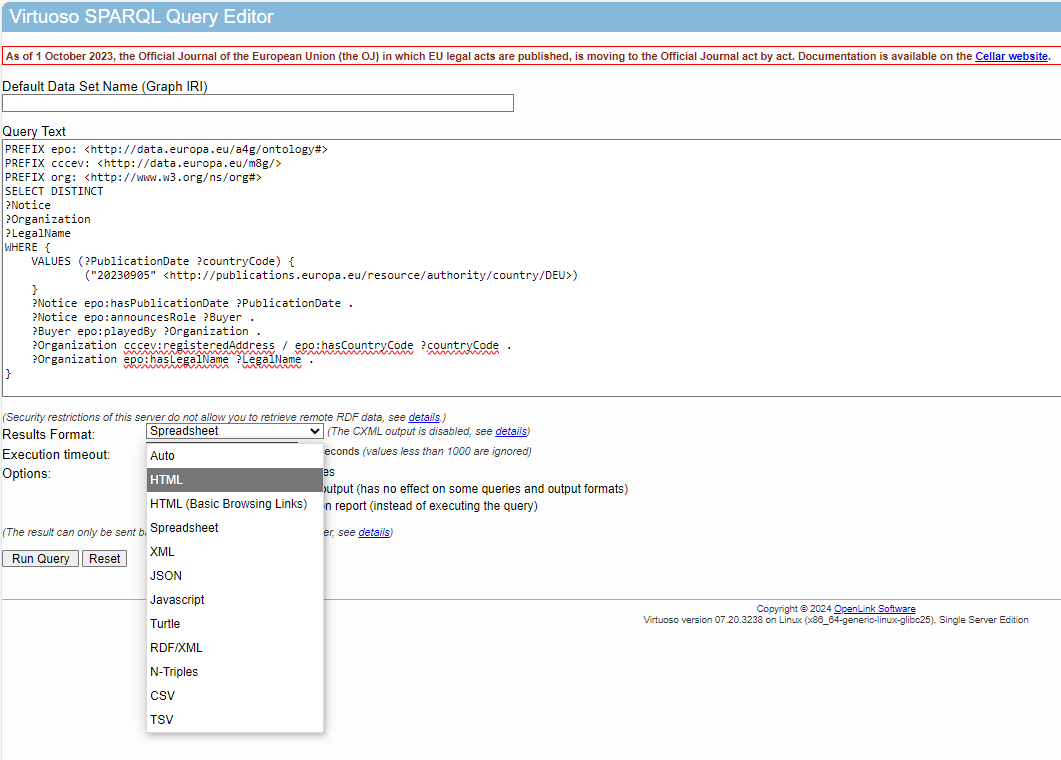 Virtuoso SPARQL Query Editor
As of 1 October 2023, the Official Journal of the European Union (the OJ) in which EU legal acts are published, is moving to the Official Journal act by act. Documentation is available on the Cellar website.
Default Data Set Name (Graph IRI)
Query Text
PREFIX epo: <http://data.europa.eu/a4g/ontology#>
PREFIX cccev: <http://data.europa.eu/m8g/>
PREFIX org: <http://www.w3.org/ns/org#>
SELECT DISTINCT
?Notice
?Organization
?LegalName
WHERE {
    VALUES (?PublicationDate ?countryCode) {
            ("20230905" <http://publications.europa.eu/resource/authority/country/DEU>)
    }
    ?Notice epo:hasPublicationDate ?PublicationDate .
    ?Notice epo:announcesRole ?Buyer .
    ?Buyer epo:playedBy ?Organization .
    ?Organization cccev:registeredAddress / epo:hasCountryCode ?countryCode .
    ?Organization epo:hasLegalName ?LegalName .
}
(Security restrictions of this server do not allow you to retrieve remote RDF data, see details.)
Results Format: Spreadsheet (The CXML output is disabled, see details)
Execution timeout: econds (values less than 1000 are ignored)
Options: es
utput (has no effect on some queries and output formats)
n report (instead of executing the query)
(The result can only be sent b er, see details)
Run Query Reset
Auto
HTML
HTML (Basic Browsing Links)
Spreadsheet
XML
JSON
Javascript
Turtle
RDF/XML
N-Triples
CSV
TSV
Copyright © 2024 OpenLink Software
Virtuoso version 07.20.3238 on Linux (x86_64-generic-linux-glibc25), Single Server Edition